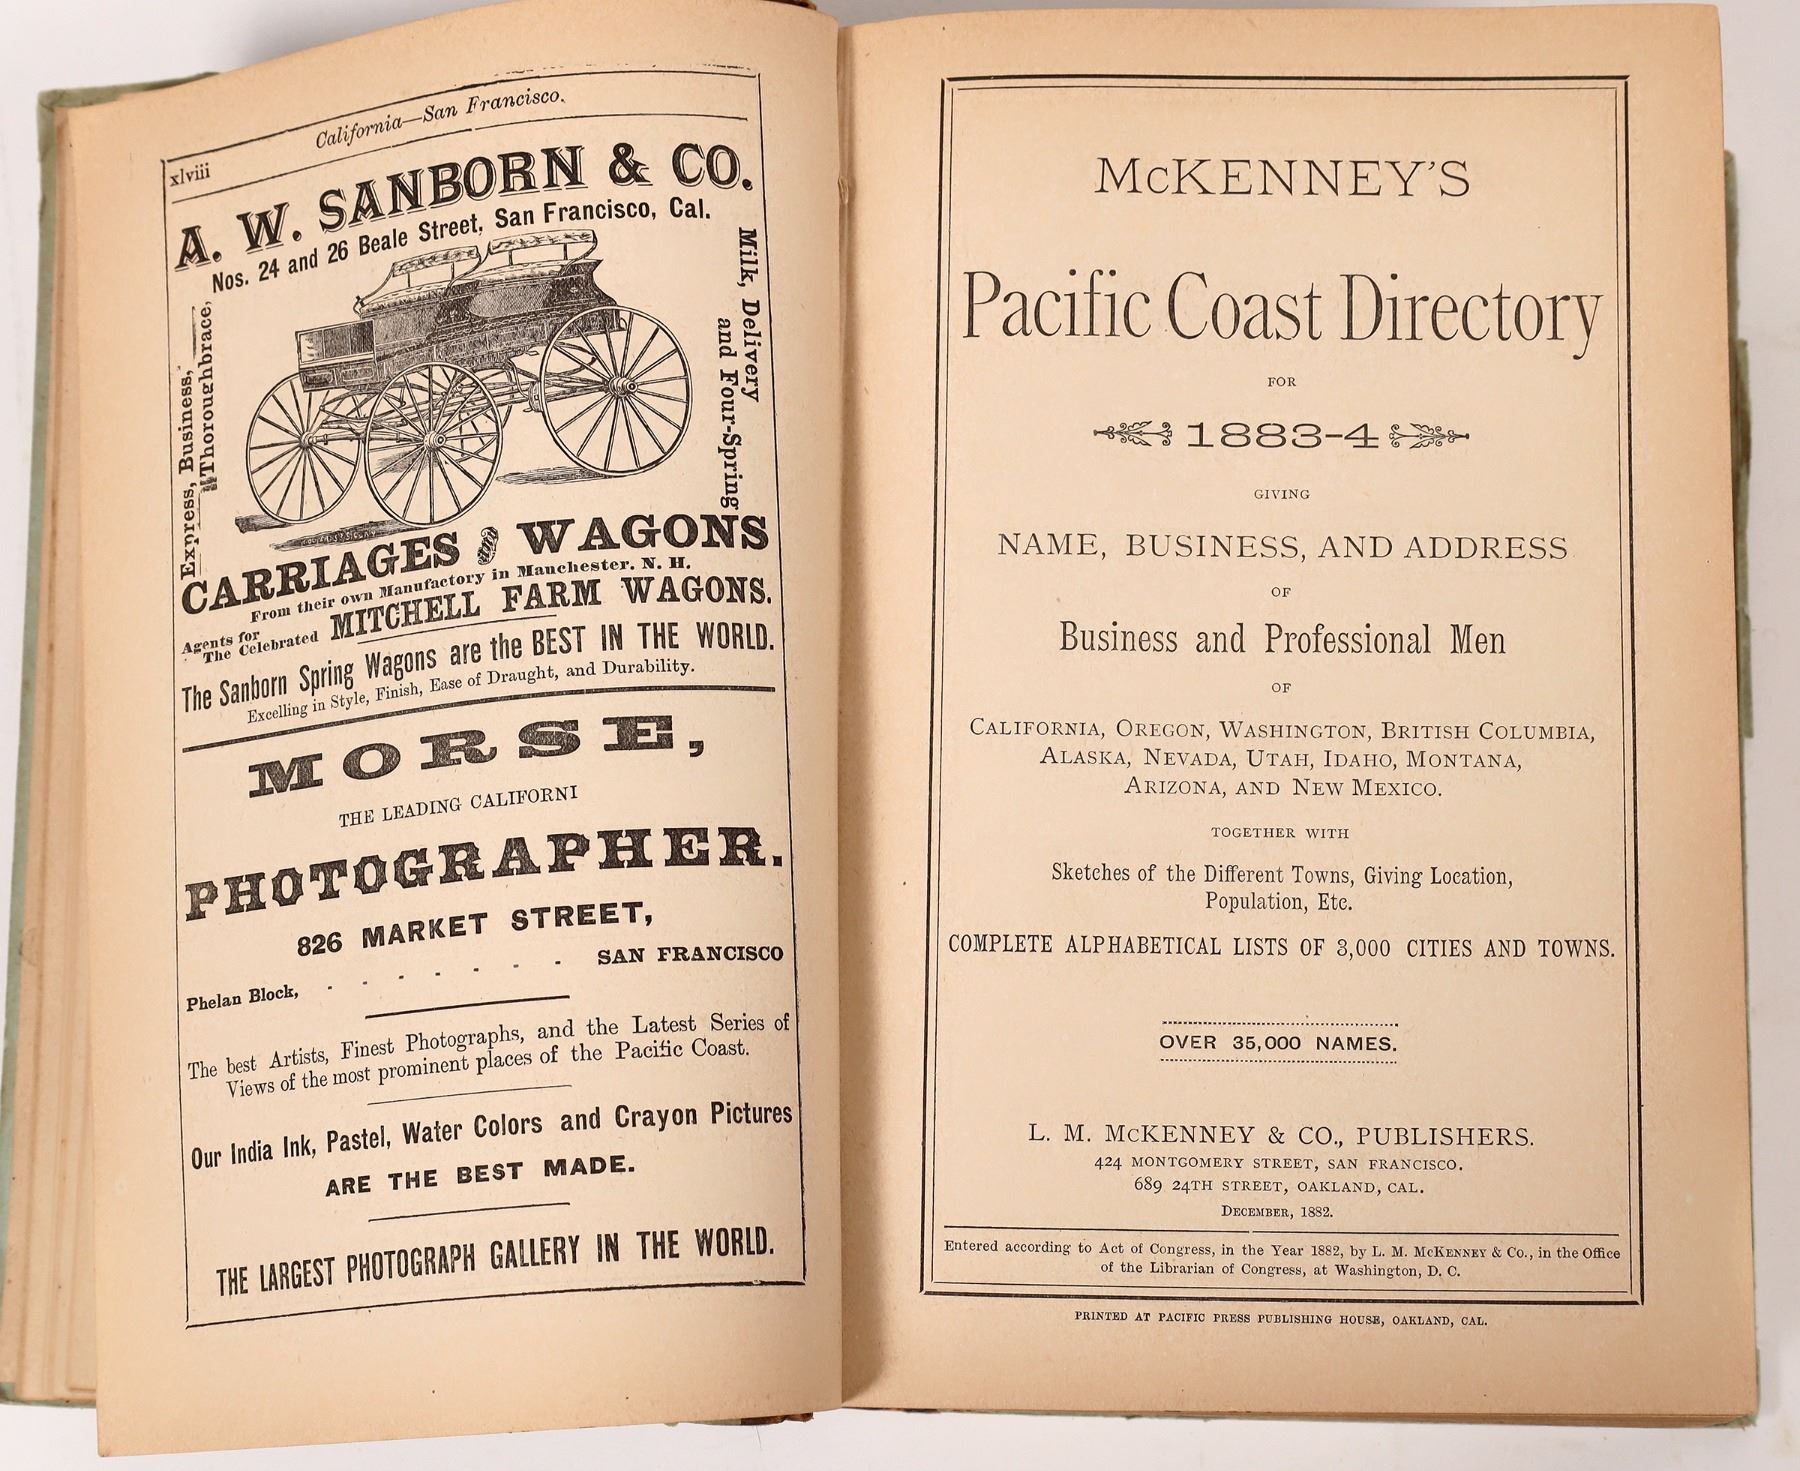 xlviii
California—San Francisco.
A. W. SANBORN & CO.
Nos. 24 and 26 Beale Street, San Francisco, Cal.
Express, Business,
Thoroughbrace,
Milk, Delivery
and Four-Spring
CARRIAGES and WAGONS
From their own Manufactory in Manchester. N. H.
Agents for
The Celebrated MITCHELL FARM WAGONS.
The Sanborn Spring Wagons are the BEST IN THE WORLD.
Excelling in Style, Finish, Ease of Draught, and Durability.
MORSE,
THE LEADING CALIFORNI
PHOTOGRAPHER.
826 MARKET STREET,
Phelan Block, - - - - - - SAN FRANCISCO
The best Artists, Finest Photographs, and the Latest Series of
Views of the most prominent places of the Pacific Coast.
Our India Ink, Pastel, Water Colors and Crayon Pictures
ARE THE BEST MADE.
THE LARGEST PHOTOGRAPH GALLERY IN THE WORLD.
McKENNEY'S
Pacific Coast Directory
FOR
1883-4
GIVING
NAME, BUSINESS, AND ADDRESS
OF
Business and Professional Men
OF
CALIFORNIA, OREGON, WASHINGTON, BRITISH COLUMBIA,
ALASKA, NEVADA, UTAH, IDAHO, MONTANA,
ARIZONA, AND NEW MEXICO.
TOGETHER WITH
Sketches of the Different Towns, Giving Location,
Population, Etc.
COMPLETE ALPHABETICAL LISTS OF 3,000 CITIES AND TOWNS.
OVER 35,000 NAMES.
L. M. McKENNEY & CO., PUBLISHERS.
424 MONTGOMERY STREET, SAN FRANCISCO.
689 24TH STREET, OAKLAND, CAL.
DECEMBER, 1882.
Entered according to Act of Congress, in the Year 1882, by L. M. McKENNEY & Co., in the Office
of the Librarian of Congress, at Washington, D. C.
PRINTED AT PACIFIC PRESS PUBLISHING HOUSE, OAKLAND, CAL.